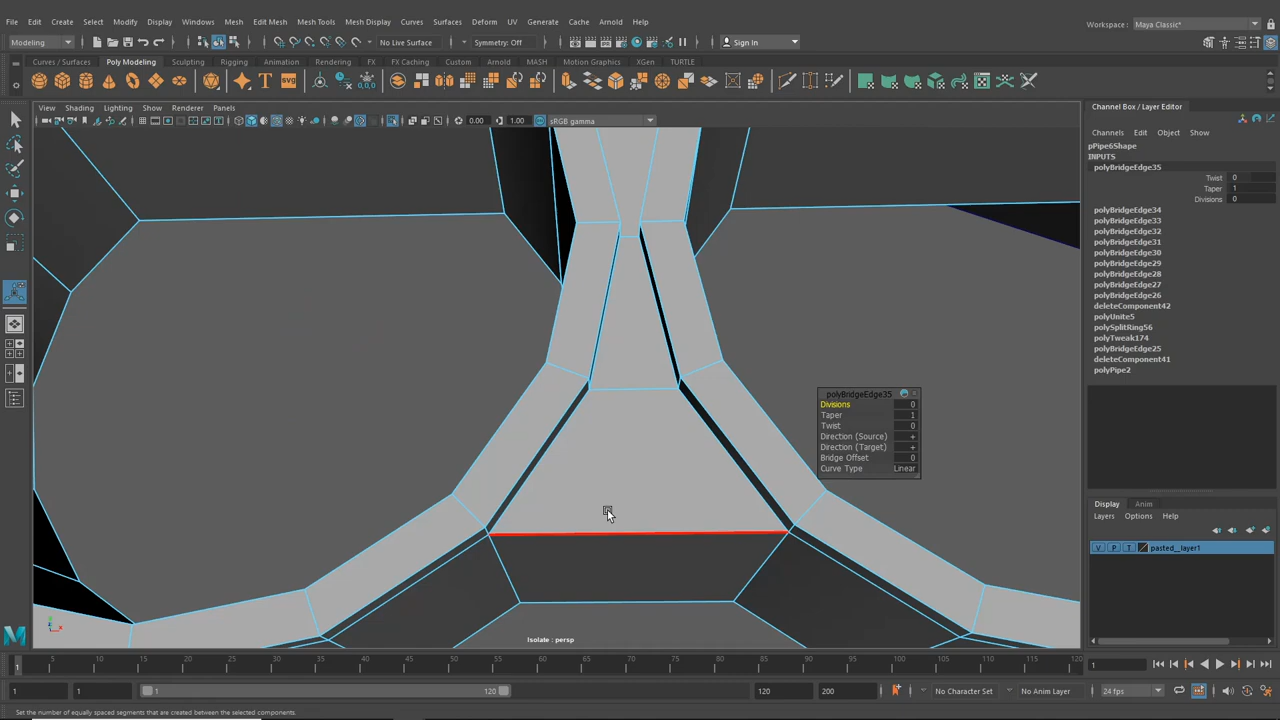 File Edit Create Select Modify Display Windows Mesh Edit Mesh Mesh Tools Mesh Display Curves Surfaces Deform UV Generate Cache Arnold Help
Workspace : Maya Classic*
Modeling No Live Surface Symmetry: Off Sign In
Curves / Surfaces Poly Modeling Sculpting Rigging Animation Rendering FX FX Caching Custom Arnold MASH Motion Graphics XGen TURTLE
SVG
View Shading Lighting Show Renderer Panels
0.00 1.00 sRGB gamma
Channel Box / Layer Editor
Channels Edit Object Show
pPipe6Shape
INPUTS
polyBridgeEdge35
Twist 0
Taper 1
Divisions 0
polyBridgeEdge34
polyBridgeEdge33
polyBridgeEdge32
polyBridgeEdge31
polyBridgeEdge30
polyBridgeEdge29
polyBridgeEdge28
polyBridgeEdge27
polyBridgeEdge26
deleteComponent42
polyUnite5
polySplitRing56
polyTweak174
polyBridgeEdge25
deleteComponent41
polyPipe2
polyBridgeEdge35
Divisions 0
Taper 1
Twist 0
Direction (Source) +
Direction (Target) +
Bridge Offset 0
Curve Type Linear
Display Anim
Layers Options Help
V P T pasted__layer1
Isolate : persp
5 10 15 20 25 30 35 40 45 50 55 60 65 70 75 80 85 90 95 100 105 110 115 120
1 1
1 1 1 120 120 200 No Character Set No Anim Layer 24 fps
Set the number of equally spaced segments that are created between the selected components.